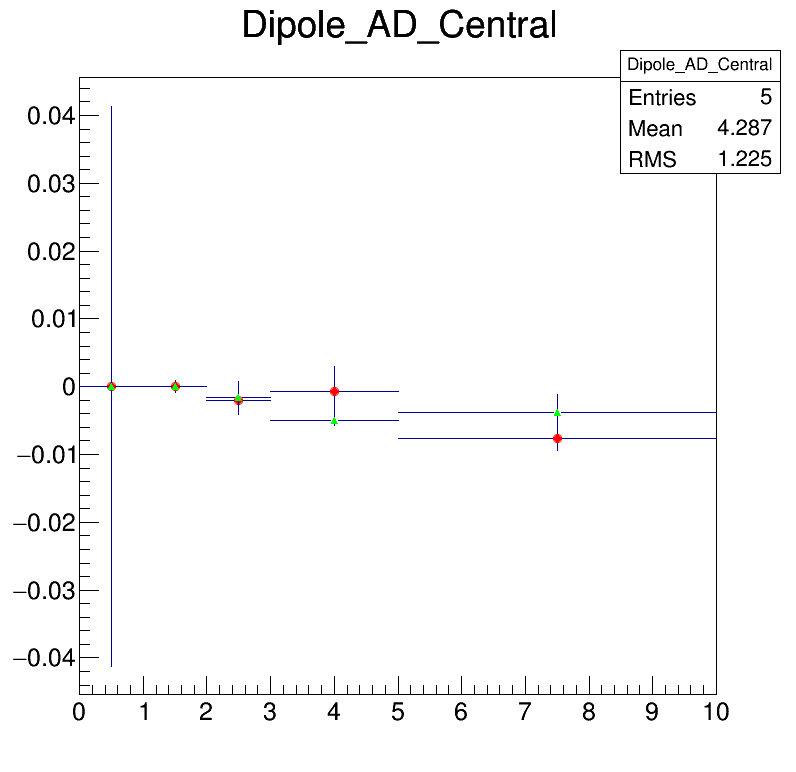 Dipole_AD_Central
Dipole_AD_Central
Entries 5
Mean 4.287
RMS 1.225
0.04
0.03
0.02
0.01
0
−0.01
−0.02
−0.03
−0.04
0 1 2 3 4 5 6 7 8 9 10